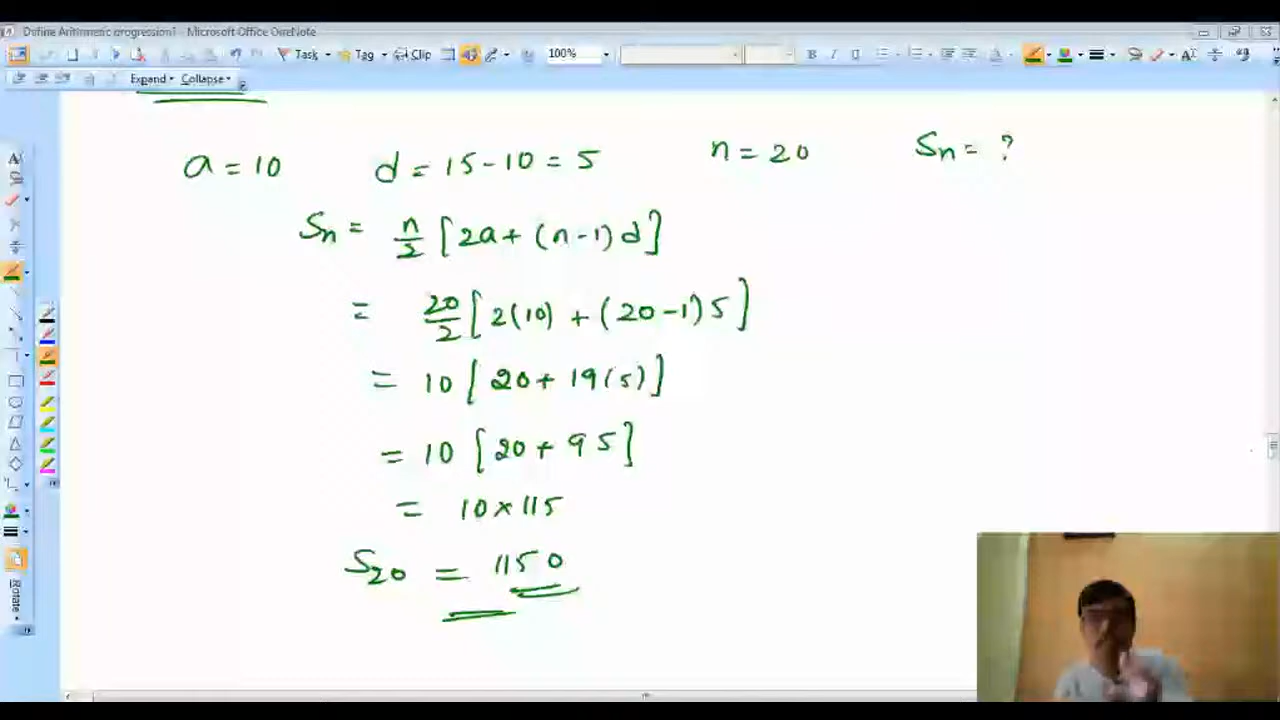 Define Arithmetic progression? - Microsoft Office OneNote
Task Tag Clip 100% B I U
Expand Collapse
a = 10 d = 15 - 10 = 5 n = 20 Sn = ?
Sn = n/2 [2a + (n-1) d]
= 20/2 [2(10) + (20-1) 5]
= 10 [20 + 19(5)]
= 10 [20 + 95]
= 10 × 115
S20 = 1150
Rotate